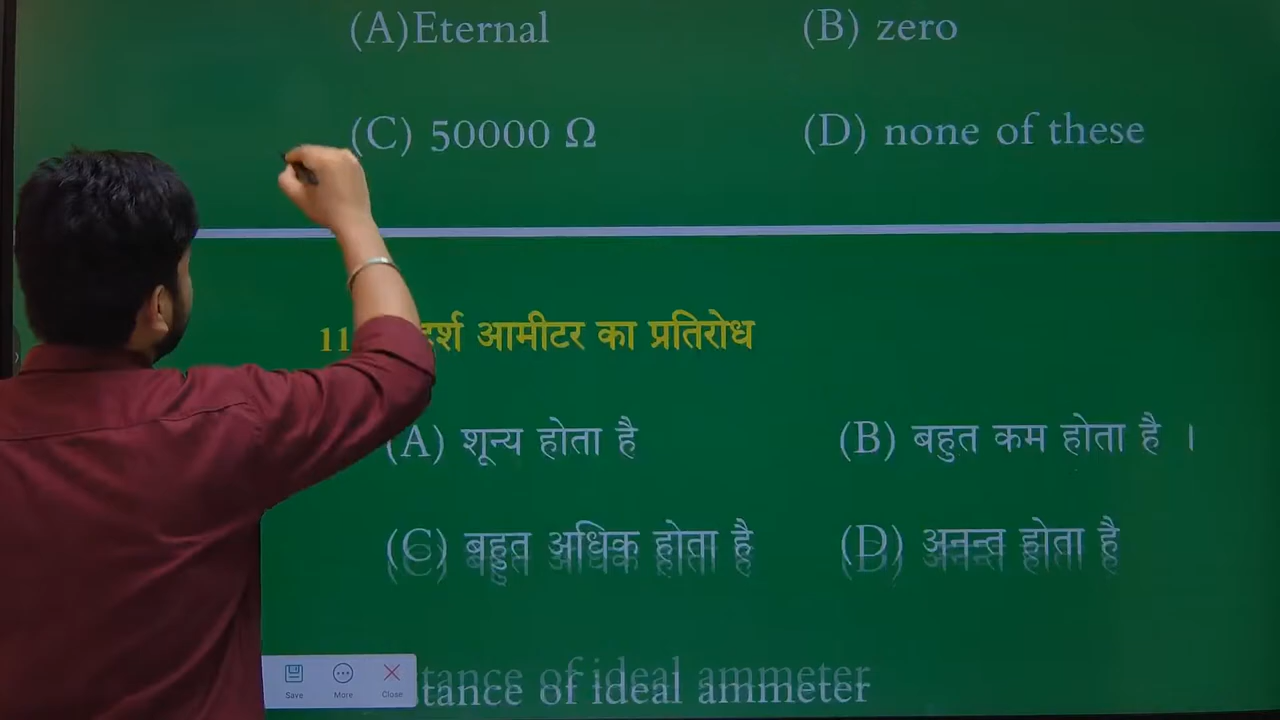 (A)Eternal (B) zero
(C) 50000 Ω (D) none of these
11 आमीटर का प्रतिरोध
(A) शून्य होता है (B) बहुत कम होता है ।
(C) बहुत अधिक होता है (D) अनन्त होता है
of ideal ammeter
Save More Close